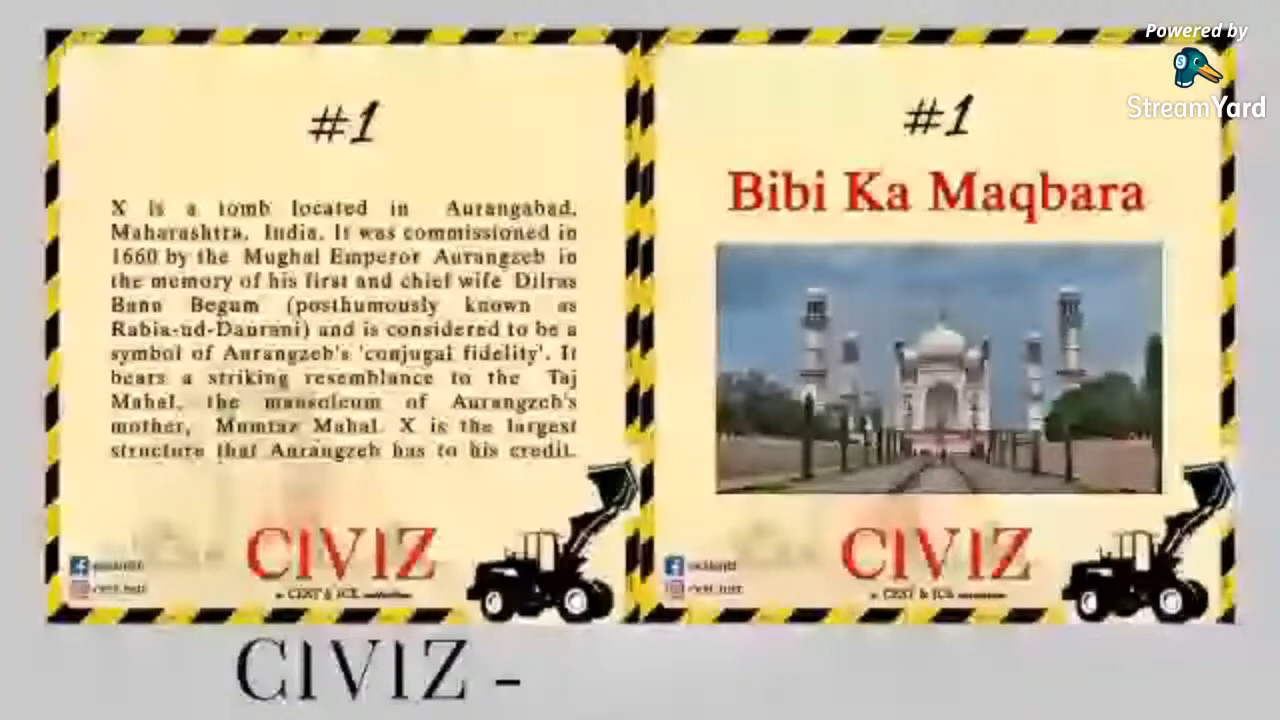 Powered by
StreamYard
#1
X is a tomb located in Aurangabad,
Maharashtra, India. It was commissioned in
1660 by the Mughal Emperor Aurangzeb in
the memory of his first and chief wife Dilras
Banu Begum (posthumously known as
Rabia-ud-Daurani) and is considered to be a
symbol of Aurangzeb's 'conjugal fidelity'. It
bears a striking resemblance to the Taj
Mahal, the mausoleum of Aurangzeb's
mother, Mumtaz Mahal. X is the largest
structure that Aurangzeb has to his credit.
CIVIZ
#1
Bibi Ka Maqbara
CIVIZ
CIVIZ -